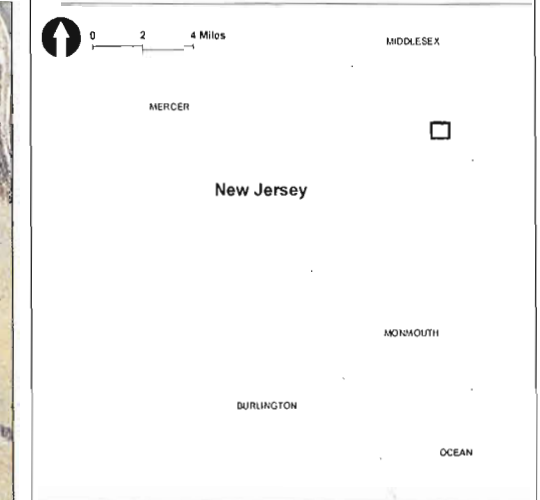 0 2 4 Miles
MIDDLESEX
MERCER
New Jersey
MONMOUTH
BURLINGTON
OCEAN